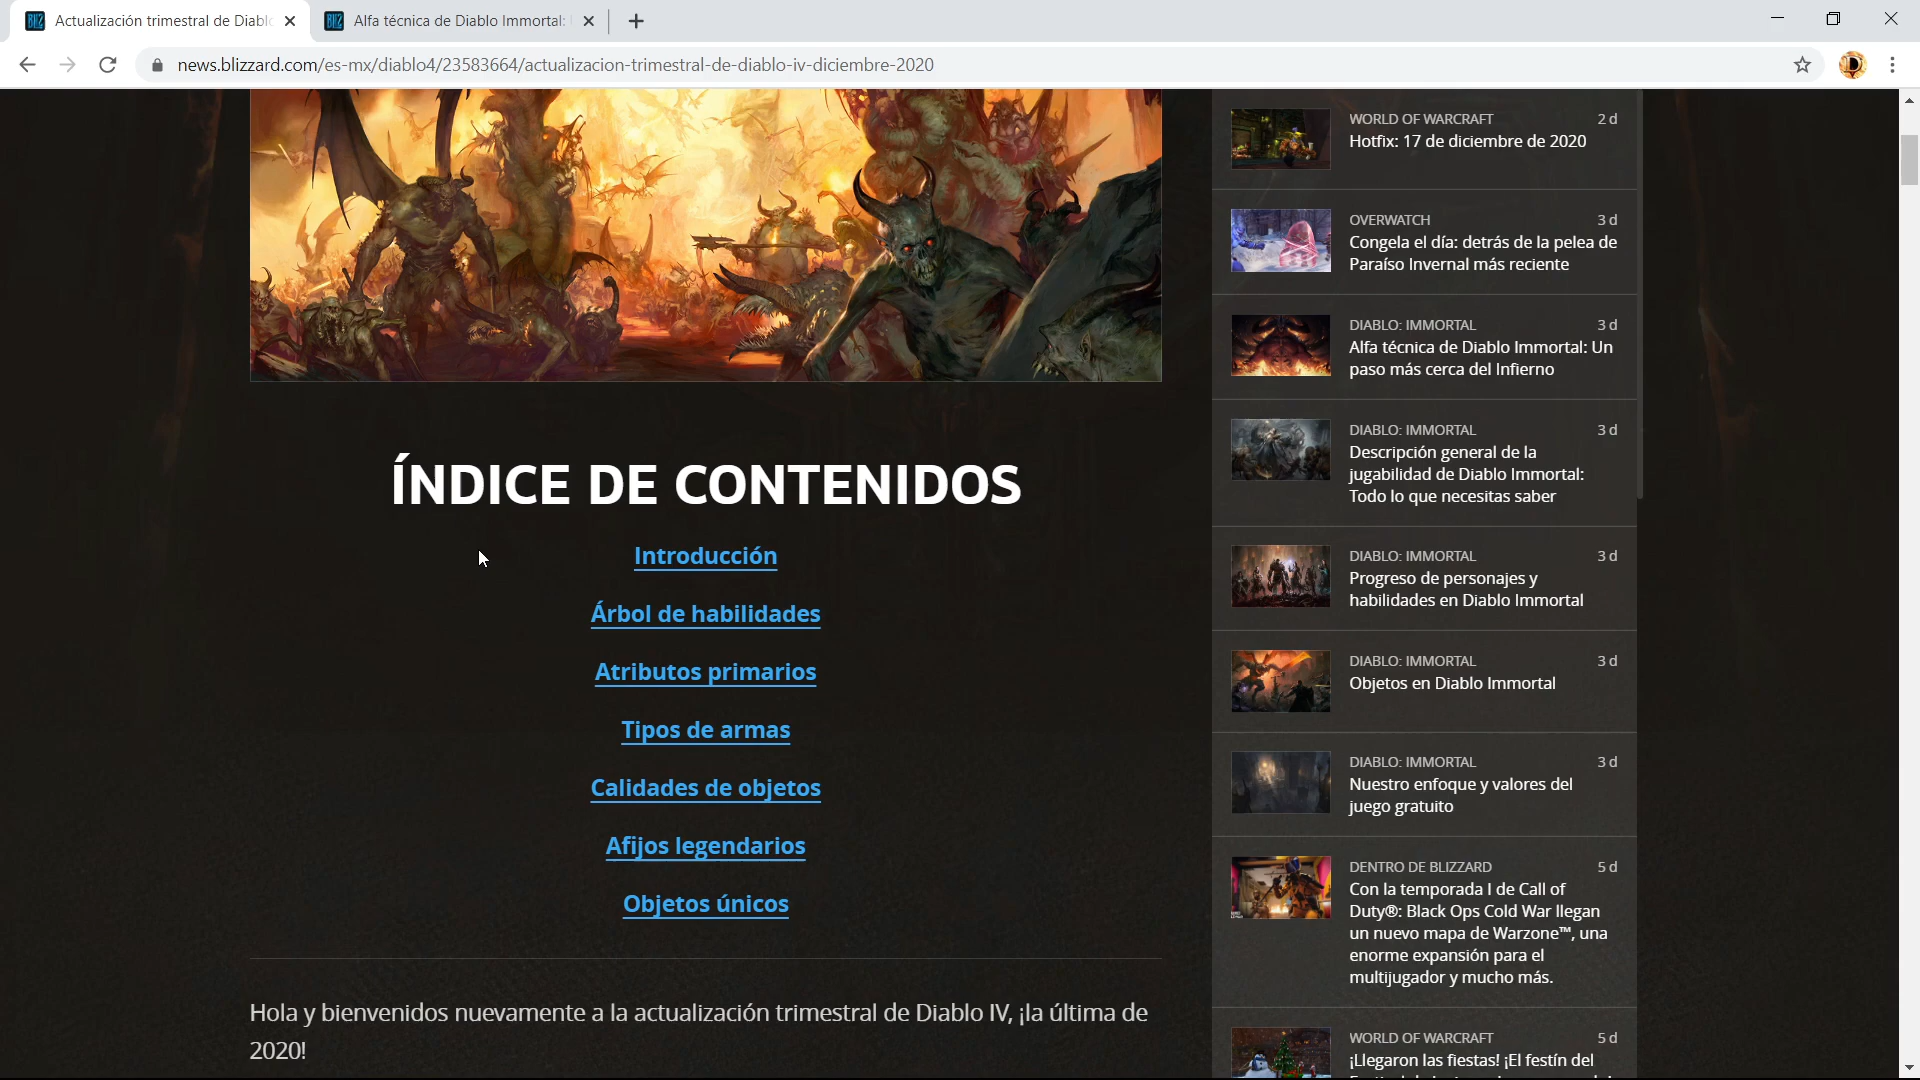 Actualización trimestral de Diabl
Alfa técnica de Diablo Immortal:
news.blizzard.com/es-mx/diablo4/23583664/actualizacion-trimestral-de-diablo-iv-diciembre-2020
ÍNDICE DE CONTENIDOS
Introducción
Árbol de habilidades
Atributos primarios
Tipos de armas
Calidades de objetos
Afijos legendarios
Objetos únicos
Hola y bienvenidos nuevamente a la actualización trimestral de Diablo IV, ¡la última de
2020!
WORLD OF WARCRAFT 2 d
Hotfix: 17 de diciembre de 2020
OVERWATCH 3 d
Congela el día: detrás de la pelea de
Paraíso Invernal más reciente
DIABLO: IMMORTAL 3 d
Alfa técnica de Diablo Immortal: Un
paso más cerca del Infierno
DIABLO: IMMORTAL 3 d
Descripción general de la
jugabilidad de Diablo Immortal:
Todo lo que necesitas saber
DIABLO: IMMORTAL 3 d
Progreso de personajes y
habilidades en Diablo Immortal
DIABLO: IMMORTAL 3 d
Objetos en Diablo Immortal
DIABLO: IMMORTAL 3 d
Nuestro enfoque y valores del
juego gratuito
DENTRO DE BLIZZARD 5 d
Con la temporada I de Call of
Duty®: Black Ops Cold War llegan
un nuevo mapa de Warzone™, una
enorme expansión para el
multijugador y mucho más.
WORLD OF WARCRAFT 5 d
¡Llegaron las fiestas! ¡El festín del